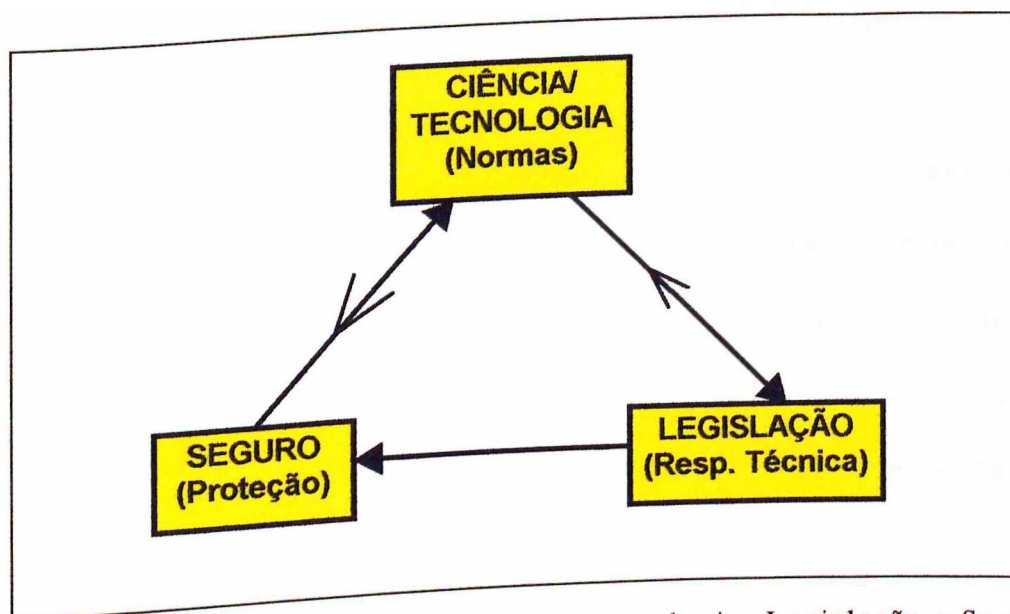 CIÊNCIA/
TECNOLOGIA
(Normas)
SEGURO
(Proteção)
LEGISLAÇÃO
(Resp. Técnica)